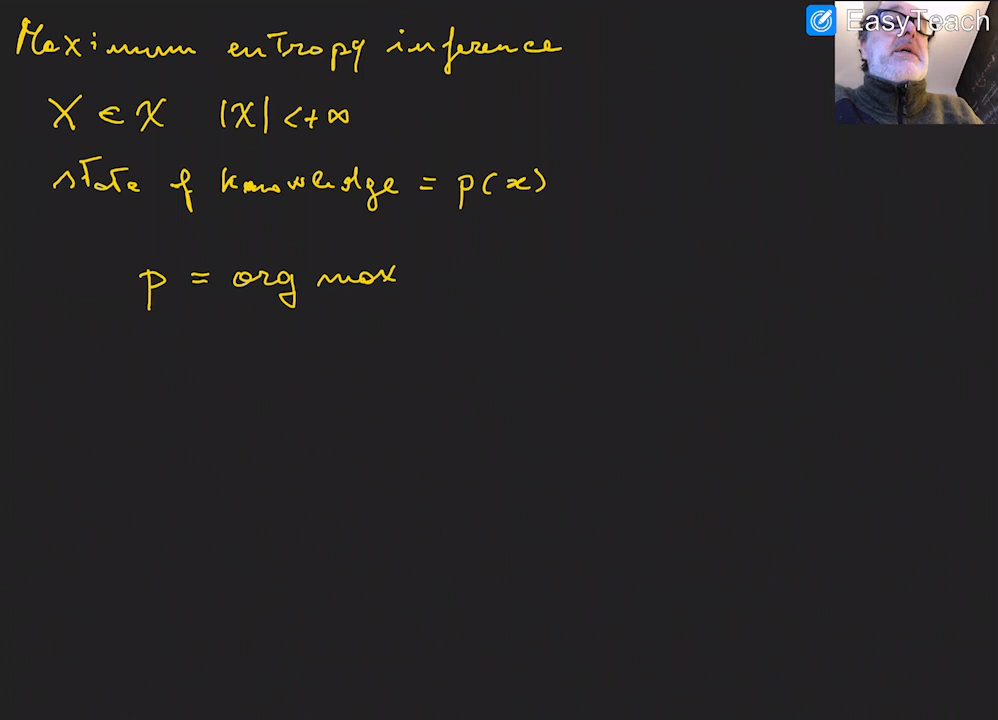 Maximum entropy inference
X ∈ 𝒳 |𝒳| < +∞
state of knowledge = p(x)
p = arg max
EasyTeach